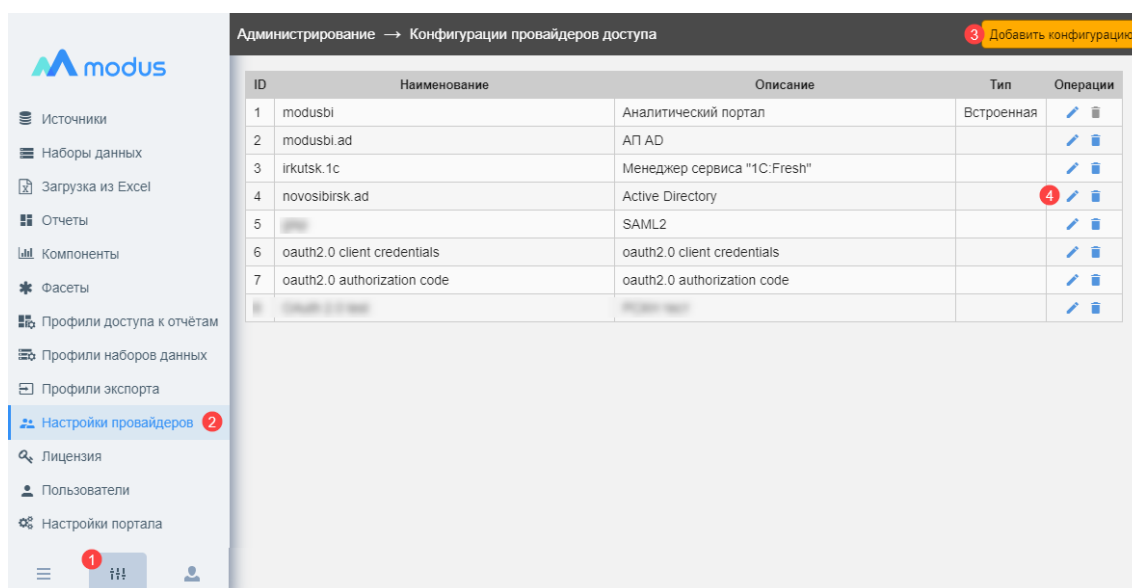 modus
Источники
Наборы данных
Загрузка из Excel
Отчеты
Компоненты
Фасеты
Профили доступа к отчётам
Профили наборов данных
Профили экспорта
Настройки провайдеров 2
Лицензия
Пользователи
Настройки портала
1
Администрирование → Конфигурации провайдеров доступа 3 Добавить конфигурацию
ID Наименование Описание Тип Операции
1 modusbi Аналитический портал Встроенная
2 modusbi.ad АП AD
3 irkutsk.1c Менеджер сервиса "1C:Fresh"
4 novosibirsk.ad Active Directory 4
5 SAML2
6 oauth2.0 client credentials oauth2.0 client credentials
7 oauth2.0 authorization code oauth2.0 authorization code